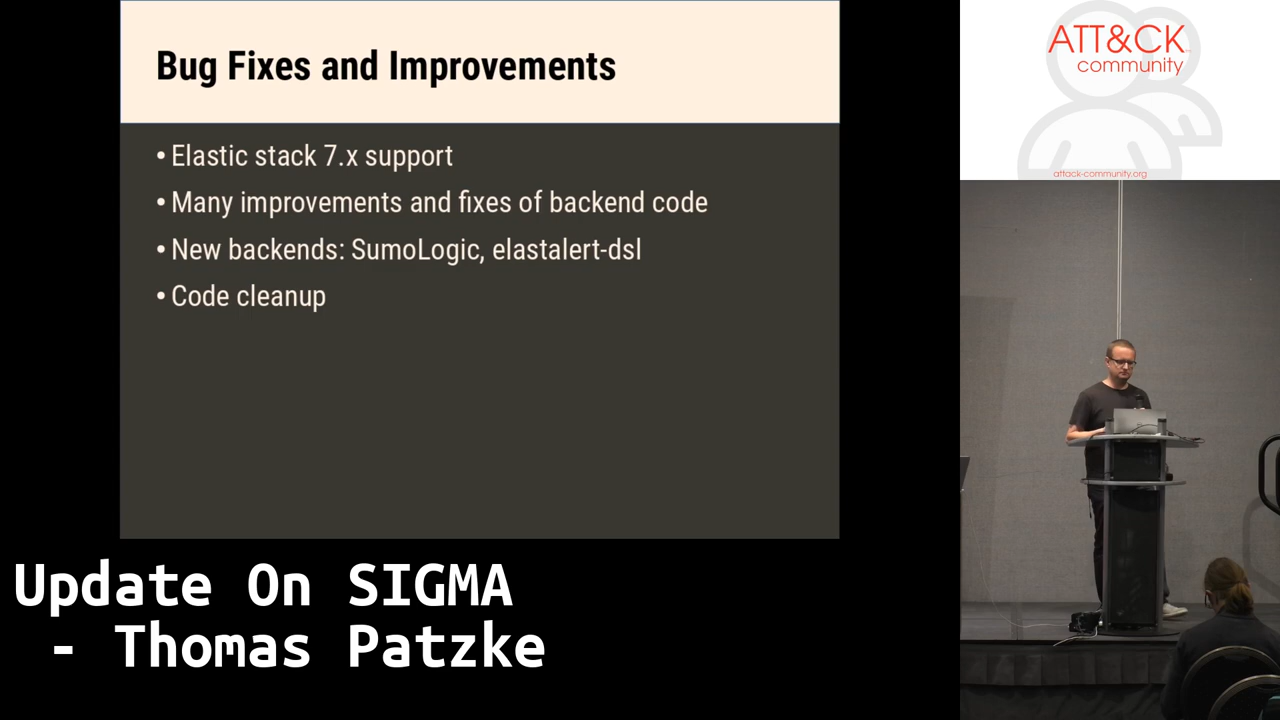 Bug Fixes and Improvements
• Elastic stack 7.x support
• Many improvements and fixes of backend code
• New backends: SumoLogic, elastalert-dsl
• Code cleanup
Update On SIGMA
- Thomas Patzke
ATT&CK
community
attack-community.org